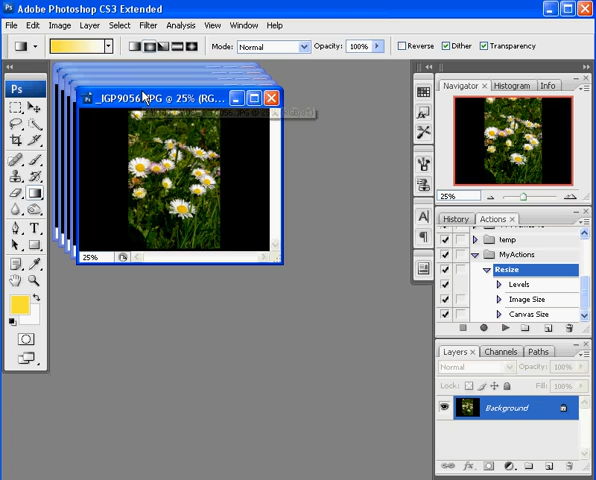 Adobe Photoshop CS3 Extended
File Edit Image Layer Select Filter Analysis View Window Help
Mode: Normal Opacity: 100% Reverse Dither Transparency
Ps
_IGP9056.JPG @ 25% (RG...
25%
Navigator Histogram Info
25%
History Actions
temp
MyActions
Resize
Levels
Image Size
Canvas Size
Layers Channels Paths
Normal Opacity: 100%
Lock: Fill: 100%
Background